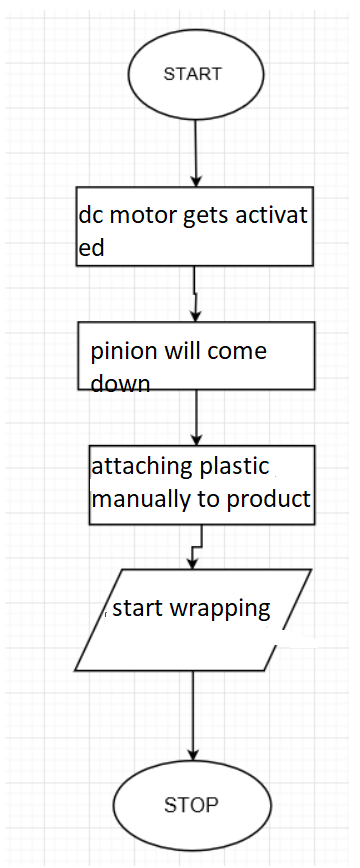 START
dc motor gets activat
ed
pinion will come
down
attaching plastic
manually to product
start wrapping
STOP